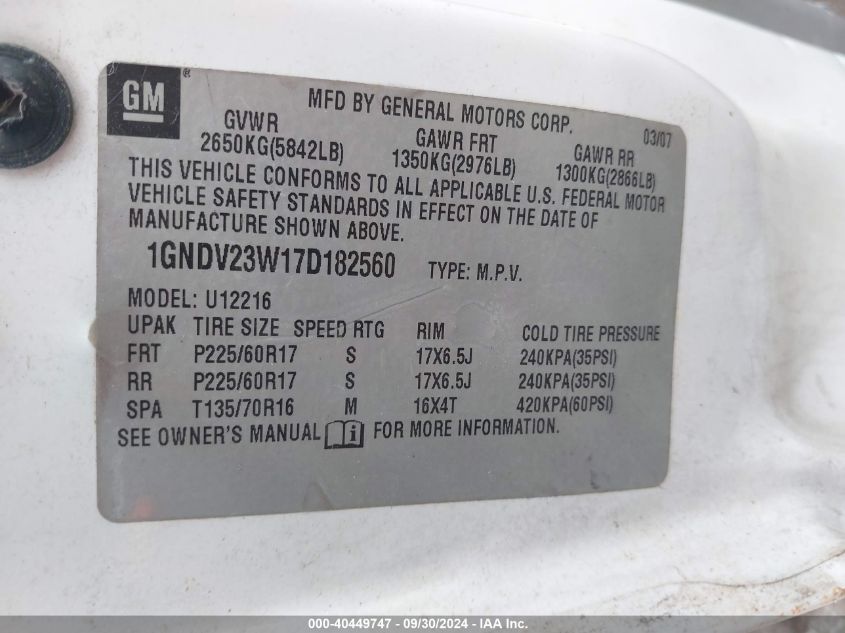 GM®
MFD BY GENERAL MOTORS CORP. 03/07
GVWR GAWR FRT GAWR RR
2650KG(5842LB) 1350KG(2976LB) 1300KG(2866LB)
THIS VEHICLE CONFORMS TO ALL APPLICABLE U.S. FEDERAL MOTOR
VEHICLE SAFETY STANDARDS IN EFFECT ON THE DATE OF
MANUFACTURE SHOWN ABOVE.
1GNDV23W17D182560 TYPE: M.P.V.
MODEL: U12216
UPAK TIRE SIZE SPEED RTG RIM COLD TIRE PRESSURE
FRT P225/60R17 S 17X6.5J 240KPA(35PSI)
RR P225/60R17 S 17X6.5J 240KPA(35PSI)
SPA T135/70R16 M 16X4T 420KPA(60PSI)
SEE OWNER'S MANUAL i FOR MORE INFORMATION.
000-40449747 - 09/30/2024 - IAA Inc.